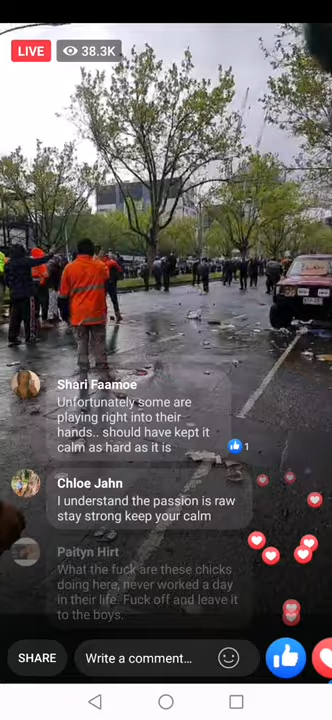 LIVE 38.3K
Shari Faamoe
Unfortunately some are
playing right into their
hands.. should have kept it
calm as hard as it is
1
Chloe Jahn
I understand the passion is raw
stay strong keep your calm
Paityn Hirt
What the fuck are these chicks
doing here, never worked a day
in their life. Fuck off and leave it
to the boys.
SHARE Write a comment...